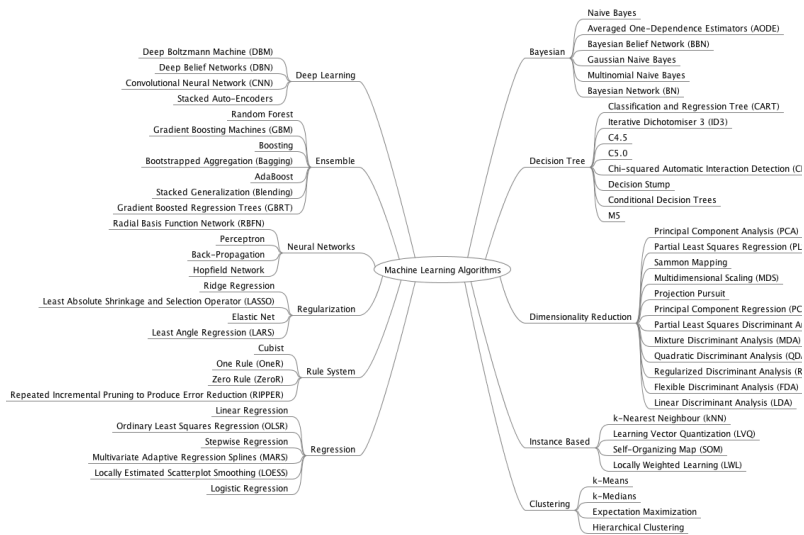 Deep Boltzmann Machine (DBM)
Deep Belief Networks (DBN)
Convolutional Neural Network (CNN)
Stacked Auto-Encoders
Deep Learning
Random Forest
Gradient Boosting Machines (GBM)
Boosting
Bootstrapped Aggregation (Bagging)
AdaBoost
Stacked Generalization (Blending)
Gradient Boosted Regression Trees (GBRT)
Ensemble
Radial Basis Function Network (RBFN)
Perceptron
Back-Propagation
Hopfield Network
Neural Networks
Ridge Regression
Least Absolute Shrinkage and Selection Operator (LASSO)
Elastic Net
Least Angle Regression (LARS)
Regularization
Cubist
One Rule (OneR)
Zero Rule (ZeroR)
Repeated Incremental Pruning to Produce Error Reduction (RIPPER)
Rule System
Linear Regression
Ordinary Least Squares Regression (OLSR)
Stepwise Regression
Multivariate Adaptive Regression Splines (MARS)
Locally Estimated Scatterplot Smoothing (LOESS)
Logistic Regression
Regression
Machine Learning Algorithms
Bayesian
Naive Bayes
Averaged One-Dependence Estimators (AODE)
Bayesian Belief Network (BBN)
Gaussian Naive Bayes
Multinomial Naive Bayes
Bayesian Network (BN)
Decision Tree
Classification and Regression Tree (CART)
Iterative Dichotomiser 3 (ID3)
C4.5
C5.0
Chi-squared Automatic Interaction Detection (C
Decision Stump
Conditional Decision Trees
M5
Dimensionality Reduction
Principal Component Analysis (PCA)
Partial Least Squares Regression (PL
Sammon Mapping
Multidimensional Scaling (MDS)
Projection Pursuit
Principal Component Regression (PC
Partial Least Squares Discriminant A
Mixture Discriminant Analysis (MDA)
Quadratic Discriminant Analysis (QD
Regularized Discriminant Analysis (R
Flexible Discriminant Analysis (FDA)
Linear Discriminant Analysis (LDA)
Instance Based
k-Nearest Neighbour (kNN)
Learning Vector Quantization (LVQ)
Self-Organizing Map (SOM)
Locally Weighted Learning (LWL)
Clustering
k-Means
k-Medians
Expectation Maximization
Hierarchical Clustering